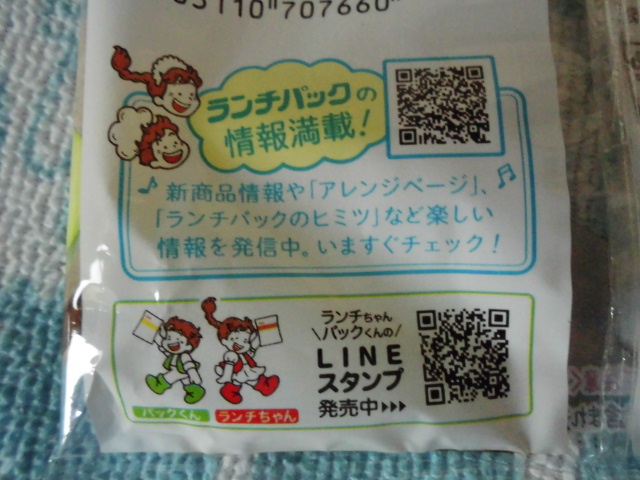 110 707660
ランチパックの
情報満載!
新商品情報や「アレンジページ」、
「ランチパックのヒミツ」など楽しい
情報を発信中。いますぐチェック!
ランチちゃん
\パックくんの/
LINE
スタンプ
発売中▶▶▶
パックくん
ランチちゃん